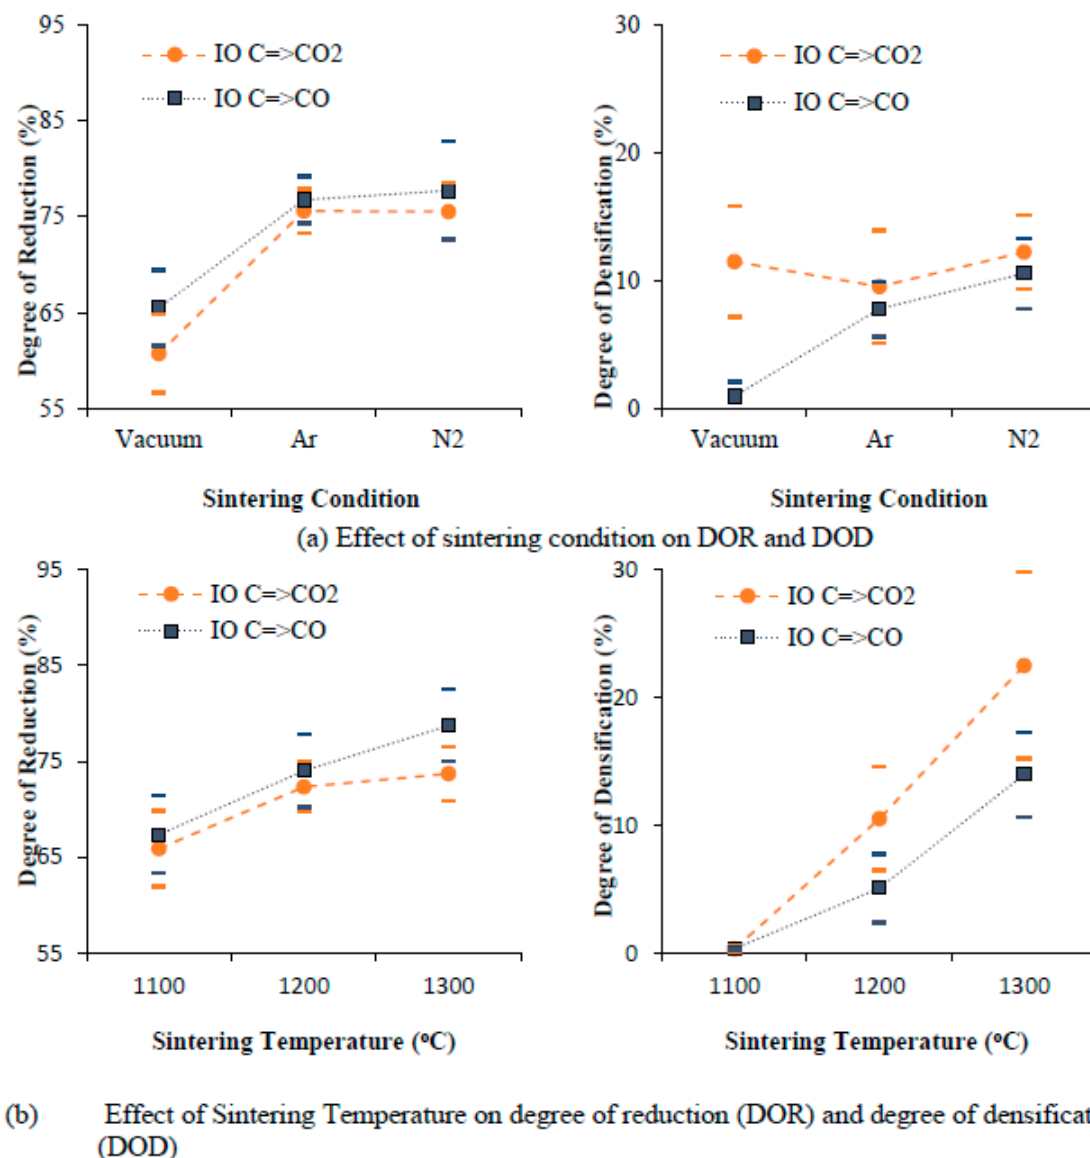 95
85
75
65
55
Degree of Reduction (%)
IO C=>CO2
IO C=>CO
Vacuum Ar N2
Sintering Condition
30
20
10
0
Degree of Densification (%)
IO C=>CO2
IO C=>CO
Vacuum Ar N2
Sintering Condition
(a) Effect of sintering condition on DOR and DOD
95
85
75
65
55
Degree of Reduction (%)
IO C=>CO2
IO C=>CO
1100 1200 1300
Sintering Temperature (ºC)
30
20
10
0
Degree of Densification (%)
IO C=>CO2
IO C=>CO
1100 1200 1300
Sintering Temperature (ºC)
(b) Effect of Sintering Temperature on degree of reduction (DOR) and degree of densificat
(DOD)